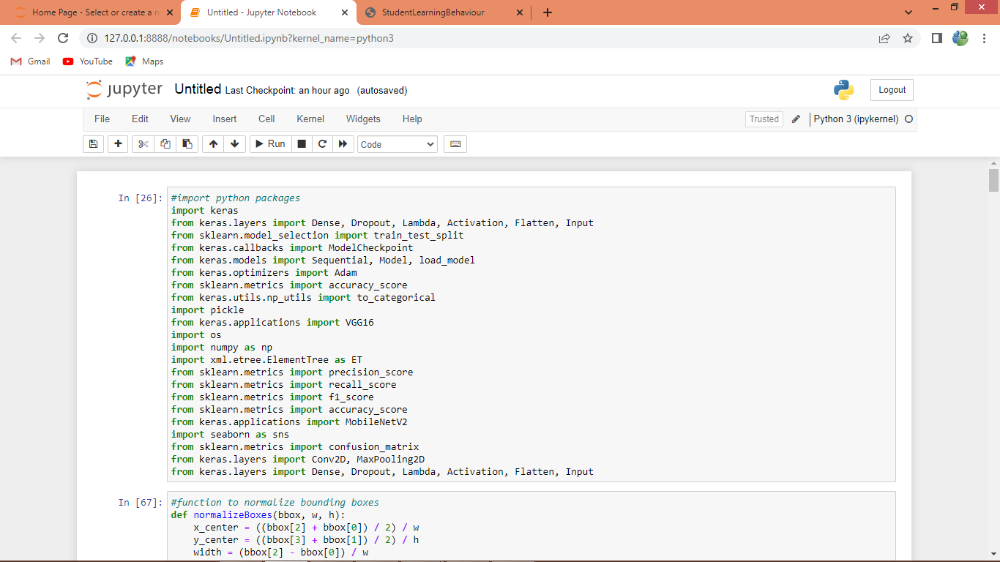 Home Page - Select or create a n
Untitled - Jupyter Notebook
StudentLearningBehaviour
127.0.0.1:8888/notebooks/Untitled.ipynb?kernel_name=python3
Gmail
YouTube
Maps
jupyter
Untitled Last Checkpoint: an hour ago (autosaved)
Logout
File Edit View Insert Cell Kernel Widgets Help
Trusted
Python 3 (ipykernel)
Run
Code
In [26]:
#import python packages
import keras
from keras.layers import Dense, Dropout, Lambda, Activation, Flatten, Input
from sklearn.model_selection import train_test_split
from keras.callbacks import ModelCheckpoint
from keras.models import Sequential, Model, load_model
from keras.optimizers import Adam
from sklearn.metrics import accuracy_score
from keras.utils.np_utils import to_categorical
import pickle
from keras.applications import VGG16
import os
import numpy as np
import xml.etree.ElementTree as ET
from sklearn.metrics import precision_score
from sklearn.metrics import recall_score
from sklearn.metrics import f1_score
from sklearn.metrics import accuracy_score
from keras.applications import MobileNetV2
import seaborn as sns
from sklearn.metrics import confusion_matrix
from keras.layers import Conv2D, MaxPooling2D
from keras.layers import Dense, Dropout, Lambda, Activation, Flatten, Input
In [67]:
#function to normalize bounding boxes
def normalizeBoxes(bbox, w, h):
    x_center = ((bbox[2] + bbox[0]) / 2) / w
    y_center = ((bbox[3] + bbox[1]) / 2) / h
    width = (bbox[2] - bbox[0]) / w